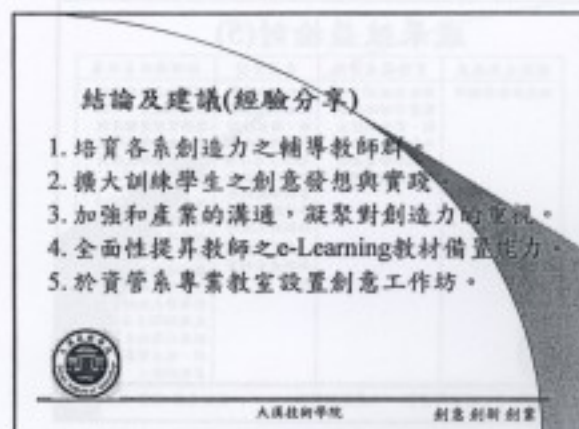 結論及建議(經驗分享)
1. 培育各系創造力之輔導教師群。
2. 擴大訓練學生之創意發想與實踐。
3. 加強和產業的溝通，凝聚對創造力的重視。
4. 全面性提昇教師之e-Learning教材備置能力。
5. 於資管系專業教室設置創意工作坊。
大漢技術學院
創意 創新 創業